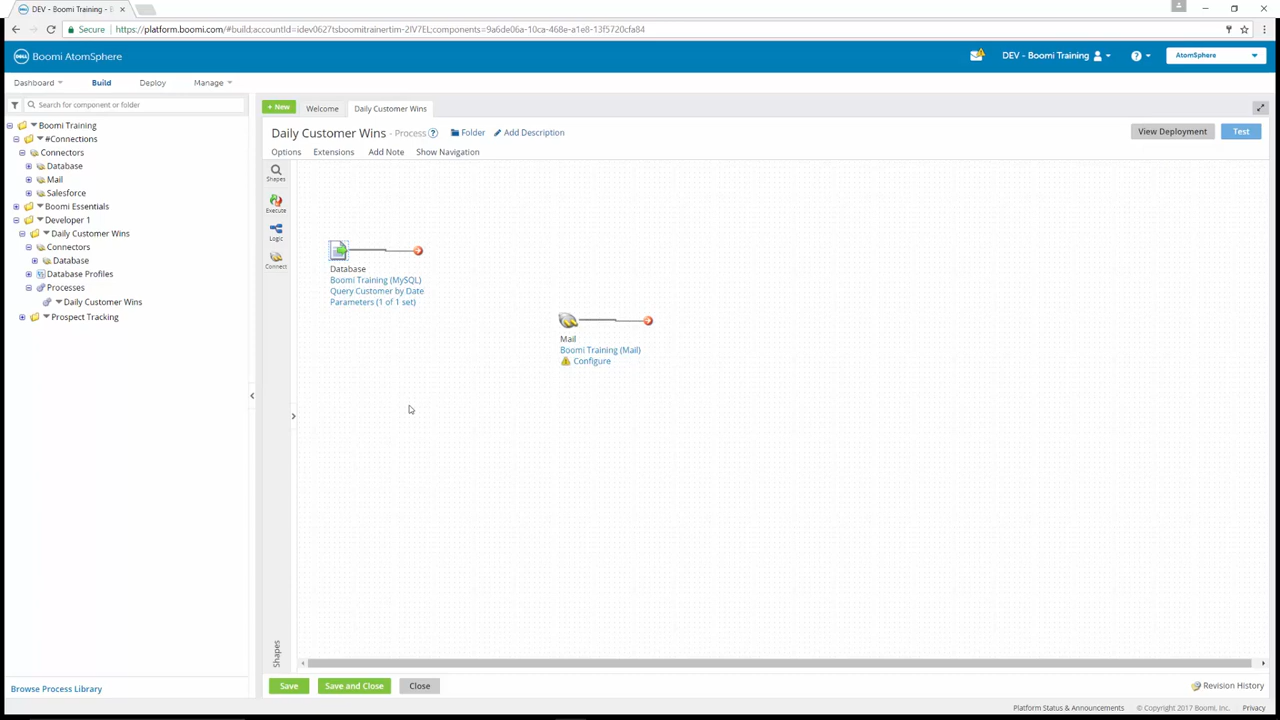 DEV - Boomi Training - P
Secure https://platform.boomi.com/#build;accountId=idev0627tsboomitrainertim-2IV7EL;components=9a6de06a-10ca-468e-a1e8-13f5720cfa84
DELL Boomi AtomSphere
DEV - Boomi Training
AtomSphere
Dashboard
Build
Deploy
Manage
Search for component or folder
+ New
Welcome
Daily Customer Wins
Boomi Training
#Connections
Connectors
Database
Mail
Salesforce
Boomi Essentials
Developer 1
Daily Customer Wins
Connectors
Database
Database Profiles
Processes
Daily Customer Wins
Prospect Tracking
Browse Process Library
Daily Customer Wins - Process
Folder
Add Description
View Deployment
Test
Options
Extensions
Add Note
Show Navigation
Shapes
Execute
Logic
Connect
Database
Boomi Training (MySQL)
Query Customer by Date
Parameters (1 of 1 set)
Mail
Boomi Training (Mail)
Configure
Shapes
Save
Save and Close
Close
Revision History
Platform Status & Announcements
© Copyright 2017 Boomi, Inc.
Privacy